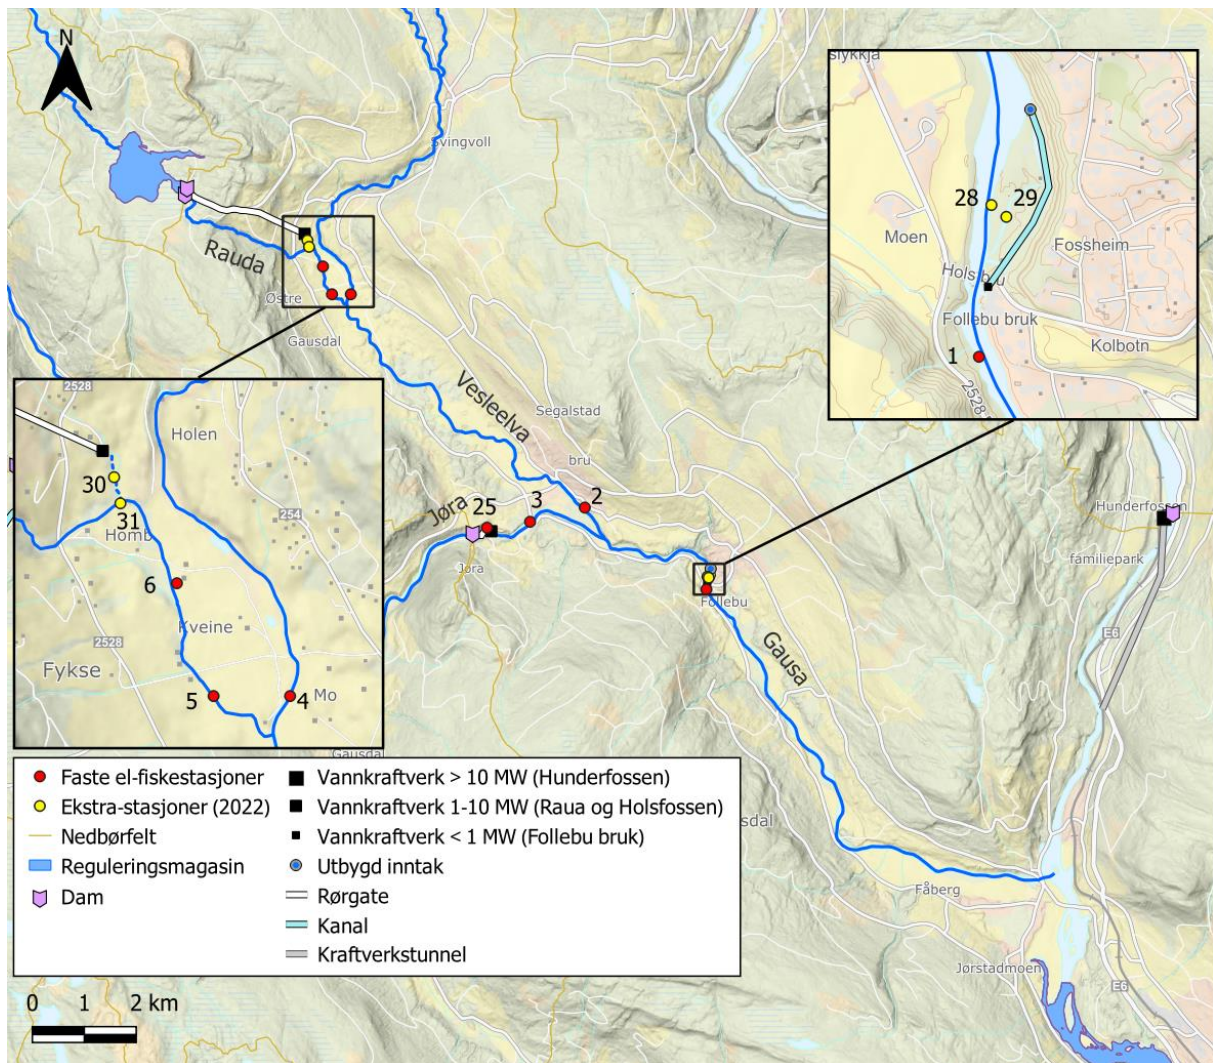 N
Svingvoll
Rauda
Østre
Gausdal
Vesleelva
Segalstad
bru
Jøra
25
3
2
Jora
Follebu
Gausa
Hunderfossen
familiepark
E6
Fåberg
Jørstadmoen
E6
slykkja
28
29
Moen
Fossheim
Follebu bruk
Kolbotn
1
2528
2528
Holen
30
31
254
6
Kveine
2528
Fykse
5
4
Mo
Gausdal
Faste el-fiskestasjoner
Ekstra-stasjoner (2022)
Nedbørfelt
Reguleringsmagasin
Dam
Vannkraftverk > 10 MW (Hunderfossen)
Vannkraftverk 1-10 MW (Raua og Holsfossen)
Vannkraftverk < 1 MW (Follebu bruk)
Utbygd inntak
Rørgate
Kanal
Kraftverkstunnel
sdal
0 1 2 km